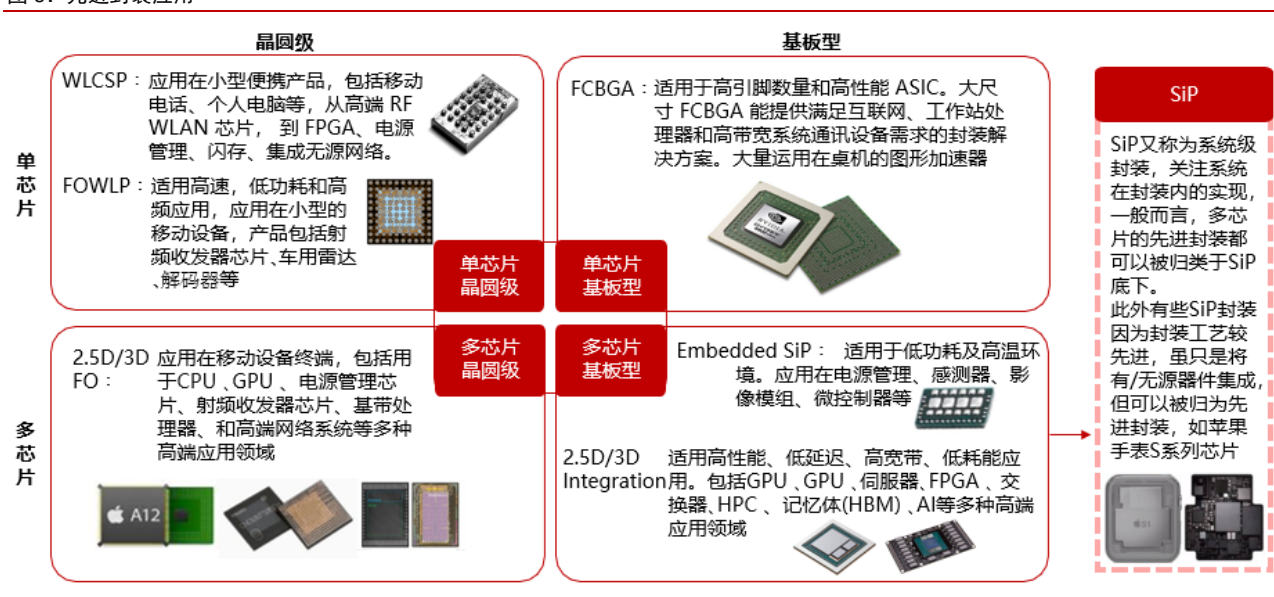 晶圆级
基板型
单芯片
WLCSP：应用在小型便携产品，包括移动
电话、个人电脑等，从高端 RF
WLAN 芯片， 到 FPGA、电源
管理、闪存、集成无源网络。
FOWLP：适用高速，低功耗和高
频应用，应用在小型的
移动设备，产品包括射
频收发器芯片、车用雷达
、解码器等
FCBGA：适用于高引脚数量和高性能 ASIC。大尺
寸 FCBGA 能提供满足互联网、工作站处
理器和高带宽系统通讯设备需求的封装解
决方案。大量运用在桌机的图形加速器
NVIDIA
单芯片
晶圆级
单芯片
基板型
多芯片
晶圆级
多芯片
基板型
多芯片
2.5D/3D 应用在移动设备终端，包括用
FO： 于CPU 、GPU 、电源管理芯
片、射频收发器芯片、基带处
理器、和高端网络系统等多种
高端应用领域
A12
Embedded SiP： 适用于低功耗及高温环
境。应用在电源管理、感测器、影
像模组、微控制器等
2.5D/3D 适用高性能、低延迟、高宽带、低耗能应
Integration用。包括GPU 、GPU 、伺服器、FPGA 、交
换器、HPC 、记忆体(HBM) 、AI等多种高端
应用领域
SiP
SiP又称为系统级
封装，关注系统
在封装内的实现，
一般而言，多芯
片的先进封装都
可以被归类于SiP
底下。
此外有些SiP封装
因为封装工艺较
先进，虽只是将
有/无源器件集成，
但可以被归为先
进封装，如苹果
手表S系列芯片
S1